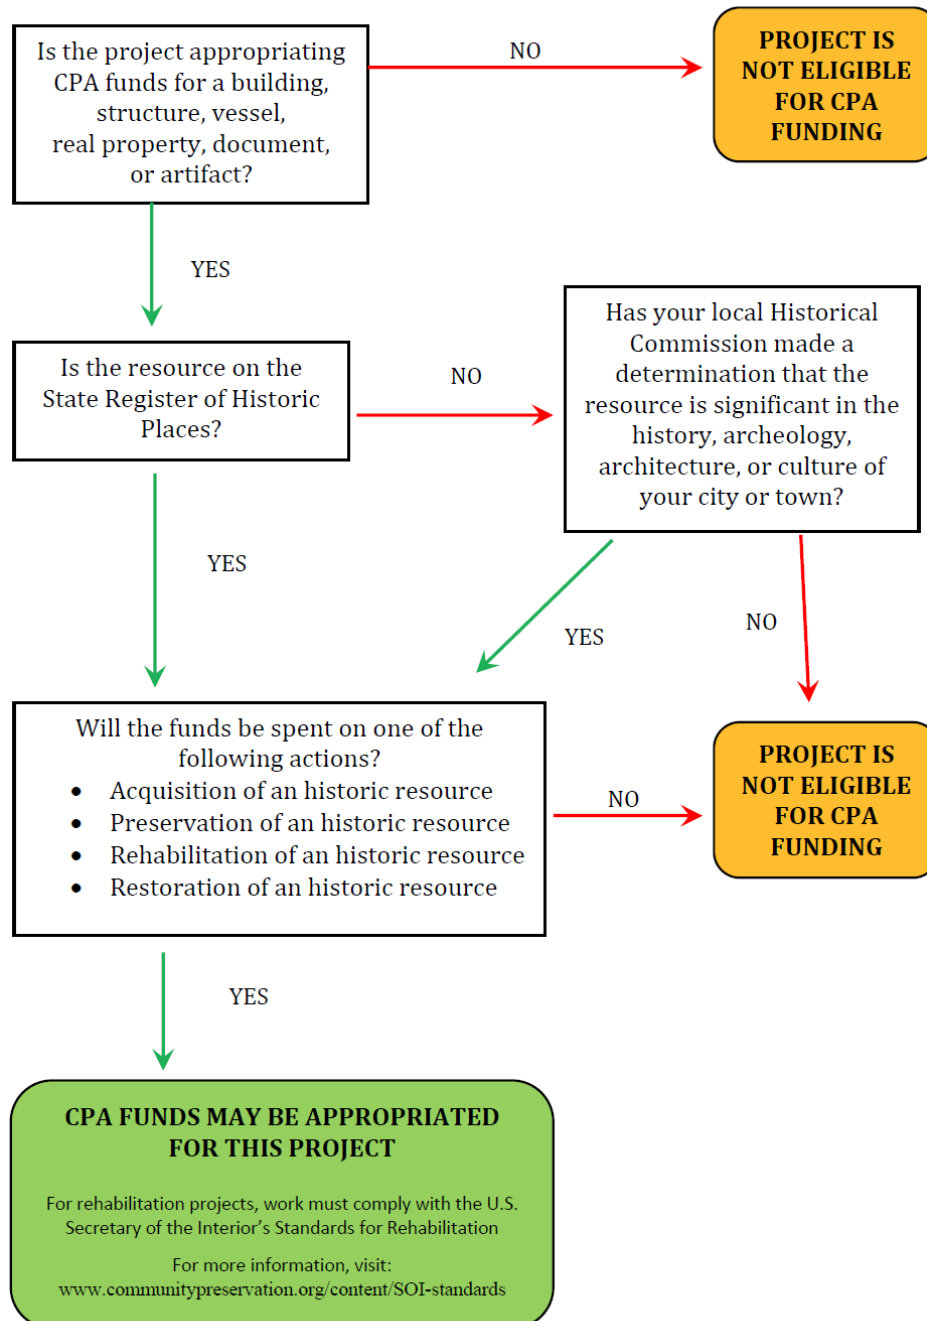 Is the project appropriating
CPA funds for a building,
structure, vessel,
real property, document,
or artifact?
NO
PROJECT IS
NOT ELIGIBLE
FOR CPA
FUNDING
YES
Is the resource on the
State Register of Historic
Places?
NO
Has your local Historical
Commission made a
determination that the
resource is significant in the
history, archeology,
architecture, or culture of
your city or town?
YES
YES
NO
Will the funds be spent on one of the
following actions?
• Acquisition of an historic resource
• Preservation of an historic resource
• Rehabilitation of an historic resource
• Restoration of an historic resource
NO
PROJECT IS
NOT ELIGIBLE
FOR CPA
FUNDING
YES
CPA FUNDS MAY BE APPROPRIATED
FOR THIS PROJECT
For rehabilitation projects, work must comply with the U.S.
Secretary of the Interior’s Standards for Rehabilitation
For more information, visit:
www.communitypreservation.org/content/SOI-standards